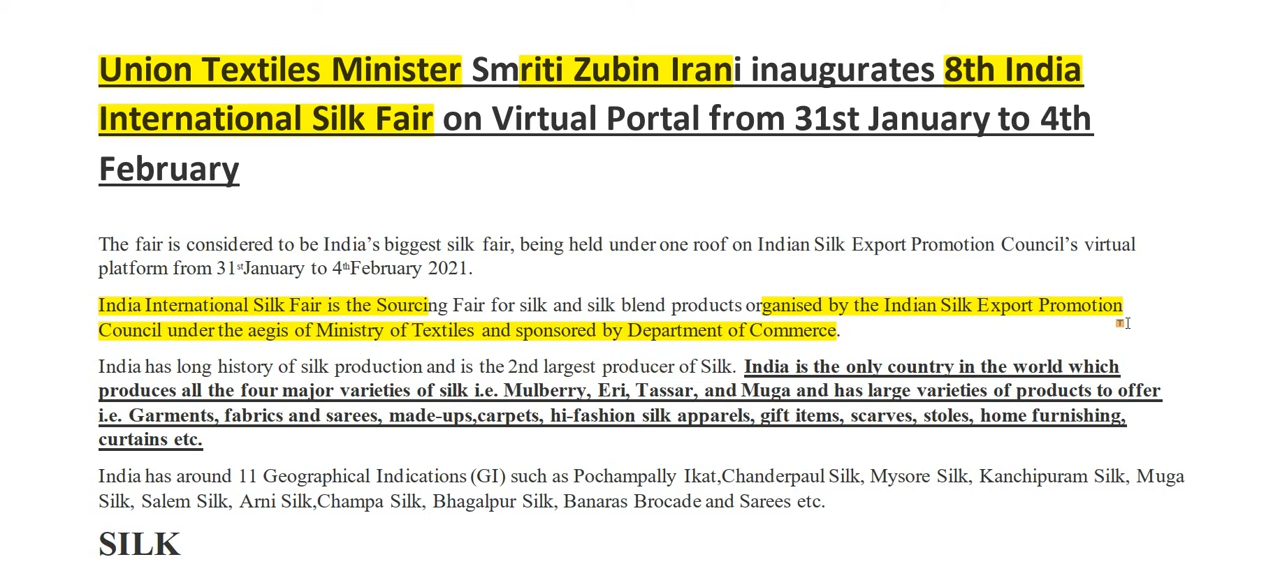 Union Textiles Minister Smriti Zubin Irani inaugurates 8th India
International Silk Fair on Virtual Portal from 31st January to 4th
February
The fair is considered to be India's biggest silk fair, being held under one roof on Indian Silk Export Promotion Council's virtual
platform from 31stJanuary to 4thFebruary 2021.
India International Silk Fair is the Sourcing Fair for silk and silk blend products organised by the Indian Silk Export Promotion
Council under the aegis of Ministry of Textiles and sponsored by Department of Commerce.
India has long history of silk production and is the 2nd largest producer of Silk. India is the only country in the world which
produces all the four major varieties of silk i.e. Mulberry, Eri, Tassar, and Muga and has large varieties of products to offer
i.e. Garments, fabrics and sarees, made-ups,carpets, hi-fashion silk apparels, gift items, scarves, stoles, home furnishing,
curtains etc.
India has around 11 Geographical Indications (GI) such as Pochampally Ikat,Chanderpaul Silk, Mysore Silk, Kanchipuram Silk, Muga
Silk, Salem Silk, Arni Silk,Champa Silk, Bhagalpur Silk, Banaras Brocade and Sarees etc.
SILK